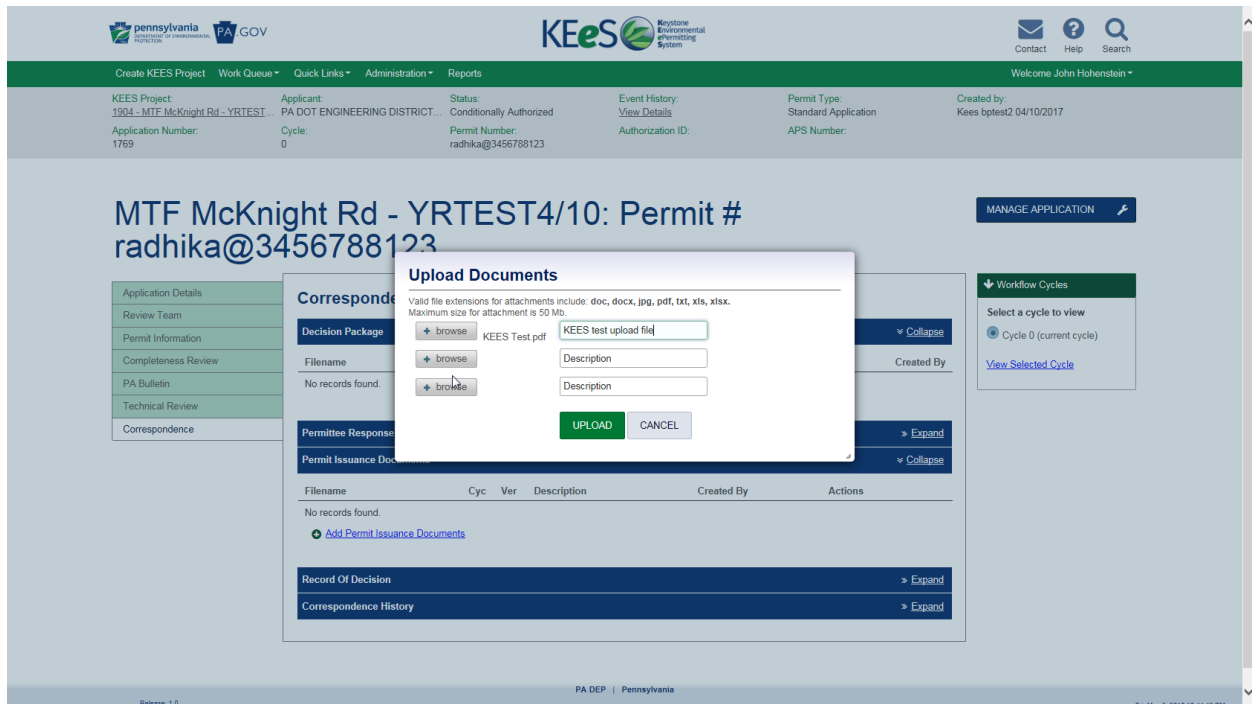 pennsylvania
DEPARTMENT OF ENVIRONMENTAL
PROTECTION
PA .GOV
KEeS Keystone
Environmental
ePermitting
System
Contact Help Search
Create KEES Project Work Queue Quick Links Administration Reports Welcome John Hohenstein
KEES Project: Applicant: Status: Event History: Permit Type: Created by:
1904 - MTF McKnight Rd - YRTEST... PA DOT ENGINEERING DISTRICT... Conditionally Authorized View Details Standard Application Kees bptest2 04/10/2017
Application Number: Cycle: Permit Number: Authorization ID: APS Number:
1769 0 radhika@3456788123
MTF McKnight Rd - YRTEST4/10: Permit #
radhika@3456788123
MANAGE APPLICATION
Application Details
Review Team
Permit Information
Completeness Review
PA Bulletin
Technical Review
Correspondence
Corresponde
Decision Package Collapse
Filename Created By
No records found.
Upload Documents
Valid file extensions for attachments include: doc, docx, jpg, pdf, txt, xls, xlsx.
Maximum size for attachment is 50 Mb.
+ browse KEES Test.pdf KEES test upload file
+ browse Description
+ browse Description
UPLOAD CANCEL
Permittee Response Expand
Permit Issuance Documents Collapse
Filename Cyc Ver Description Created By Actions
No records found.
Add Permit Issuance Documents
Record Of Decision Expand
Correspondence History Expand
Workflow Cycles
Select a cycle to view
Cycle 0 (current cycle)
View Selected Cycle
PA DEP | Pennsylvania
Release: 1.0